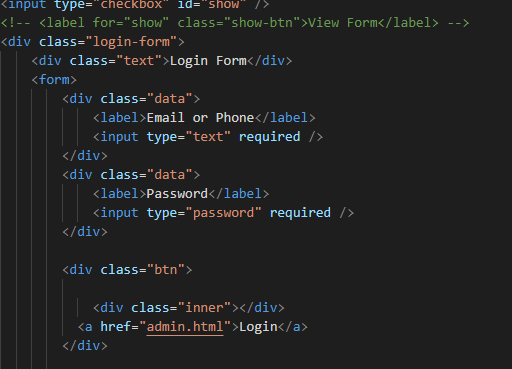 <input type="checkbox" id="show" />
<!-- <label for="show" class="show-btn">View Form</label> -->
<div class="login-form">
<div class="text">Login Form</div>
<form>
<div class="data">
<label>Email or Phone</label>
<input type="text" required />
</div>
<div class="data">
<label>Password</label>
<input type="password" required />
</div>
<div class="btn">
<div class="inner"></div>
<a href="admin.html">Login</a>
</div>